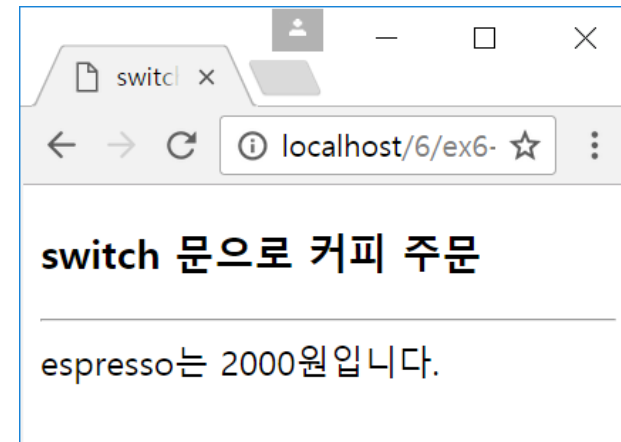 switc
localhost/6/ex6-
switch 문으로 커피 주문
espresso는 2000원입니다.